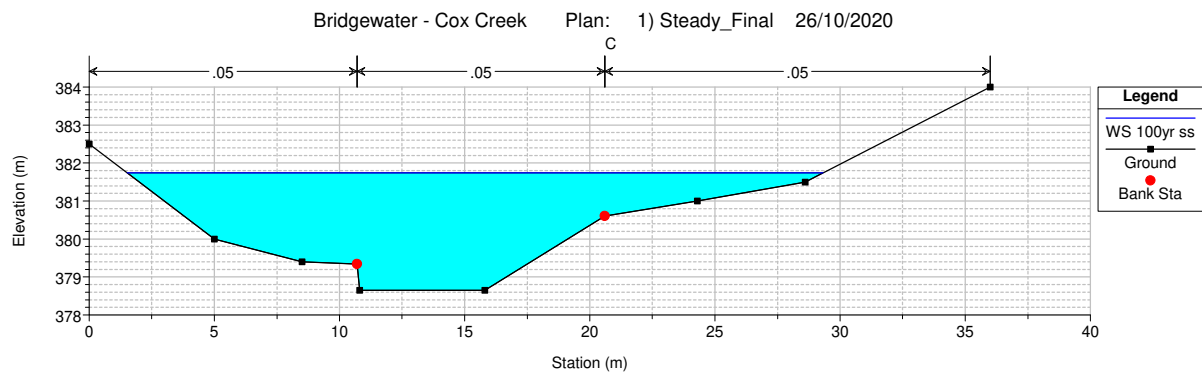 Bridgewater - Cox Creek Plan: 1) Steady_Final 26/10/2020
C
.05 .05 .05
Legend
WS 100yr ss
Ground
Bank Sta
Elevation (m)
384
383
382
381
380
379
378
0 5 10 15 20 25 30 35 40
Station (m)